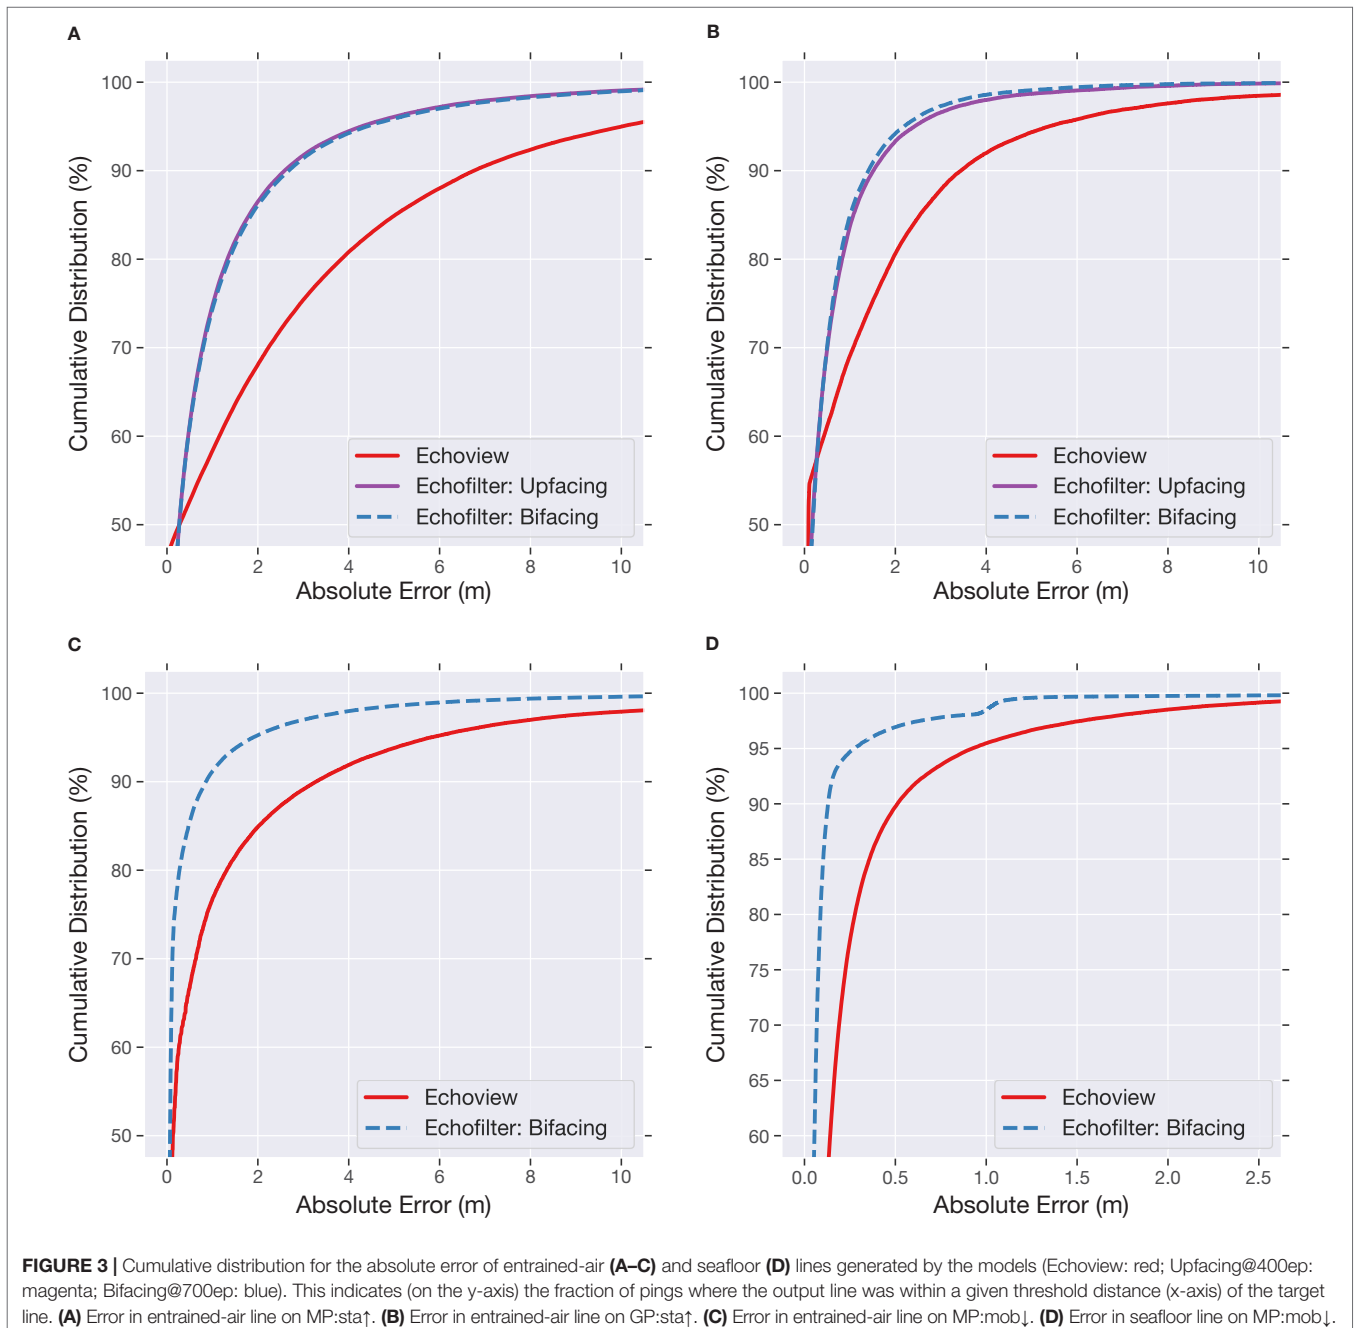 A
100
90
80
70
60
50
0
2
4
6
8
10
Cumulative Distribution (%)
Absolute Error (m)
Echoview
Echofilter: Upfacing
Echofilter: Bifacing
B
100
90
80
70
60
50
0
2
4
6
8
10
Cumulative Distribution (%)
Absolute Error (m)
Echoview
Echofilter: Upfacing
Echofilter: Bifacing
C
100
90
80
70
60
50
0
2
4
6
8
10
Cumulative Distribution (%)
Absolute Error (m)
Echoview
Echofilter: Bifacing
D
100
95
90
85
80
75
70
65
60
0.0
0.5
1.0
1.5
2.0
2.5
Cumulative Distribution (%)
Absolute Error (m)
Echoview
Echofilter: Bifacing
FIGURE 3 | Cumulative distribution for the absolute error of entrained-air (A–C) and seafloor (D) lines generated by the models (Echoview: red; Upfacing@400ep:
magenta; Bifacing@700ep: blue). This indicates (on the y-axis) the fraction of pings where the output line was within a given threshold distance (x-axis) of the target
line. (A) Error in entrained-air line on MP:sta↑. (B) Error in entrained-air line on GP:sta↑. (C) Error in entrained-air line on MP:mob↓. (D) Error in seafloor line on MP:mob↓.